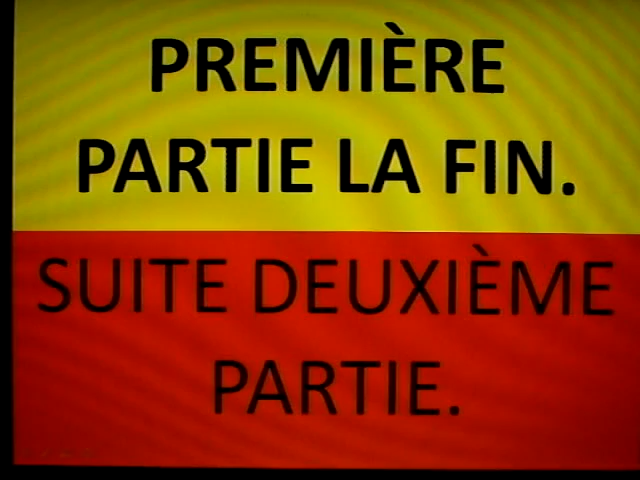 PREMIÈRE
PARTIE LA FIN.
SUITE DEUXIÈME
PARTIE.